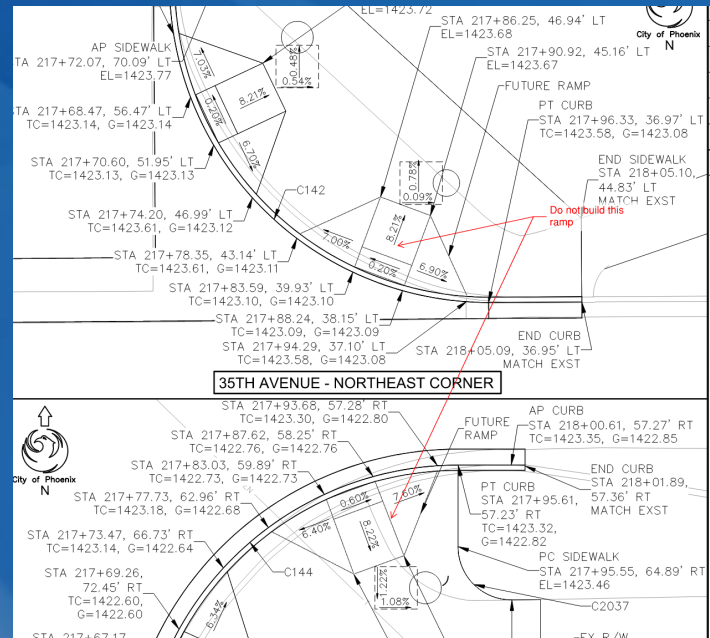 EL=1423.72
STA 217+86.25, 46.94' LT
EL=1423.68
City of Phoenix
N
AP SIDEWALK
TA 217+72.07, 70.09' LT
EL=1423.77
7.03%
0.48%
0.54%
STA 217+90.92, 45.16' LT
EL=1423.67
FUTURE RAMP
8.21%
0.20%
TA 217+68.47, 56.47' LT
TC=1423.14, G=1423.14
PT CURB
STA 217+96.33, 36.97' LT
TC=1423.58, G=1423.08
6.70%
STA 217+70.60, 51.95' LT
TC=1423.13, G=1423.13
END SIDEWALK
STA 218+05.10,
44.83' LT
MATCH EXST
0.78%
0.09%
C142
STA 217+74.20, 46.99' LT
TC=1423.61, G=1423.12
Do not build this
ramp
8.21%
7.00%
STA 217+78.35, 43.14' LT
TC=1423.61, G=1423.11
0.20%
6.90%
STA 217+83.59, 39.93' LT
TC=1423.10, G=1423.10
STA 217+88.24, 38.15' LT
TC=1423.09, G=1423.09
STA 217+94.29, 37.10' LT
TC=1423.58, G=1423.08
END CURB
STA 218+05.09, 36.95' LT
MATCH EXST
35TH AVENUE - NORTHEAST CORNER
City of Phoenix
N
STA 217+93.68, 57.28' RT
TC=1423.30, G=1422.80
FUTURE
RAMP
AP CURB
STA 218+00.61, 57.27' RT
TC=1423.35, G=1422.85
STA 217+87.62, 58.25' RT
TC=1422.76, G=1422.76
STA 217+83.03, 59.89' RT
TC=1422.73, G=1422.73
END CURB
STA 218+01.89,
57.36' RT
MATCH EXST
PT CURB
STA 217+95.61,
57.23' RT
TC=1423.32,
G=1422.82
STA 217+77.73, 62.96' RT
TC=1423.18, G=1422.68
0.60%
7.60%
6.40%
8.22%
STA 217+73.47, 66.73' RT
TC=1423.14, G=1422.64
PC SIDEWALK
STA 217+95.55, 64.89' RT
EL=1423.46
C144
STA 217+69.26,
72.45' RT
TC=1422.60,
G=1422.60
1.22%
1.08%
C2037
6.34%
STA 217+67.17
EX R/W